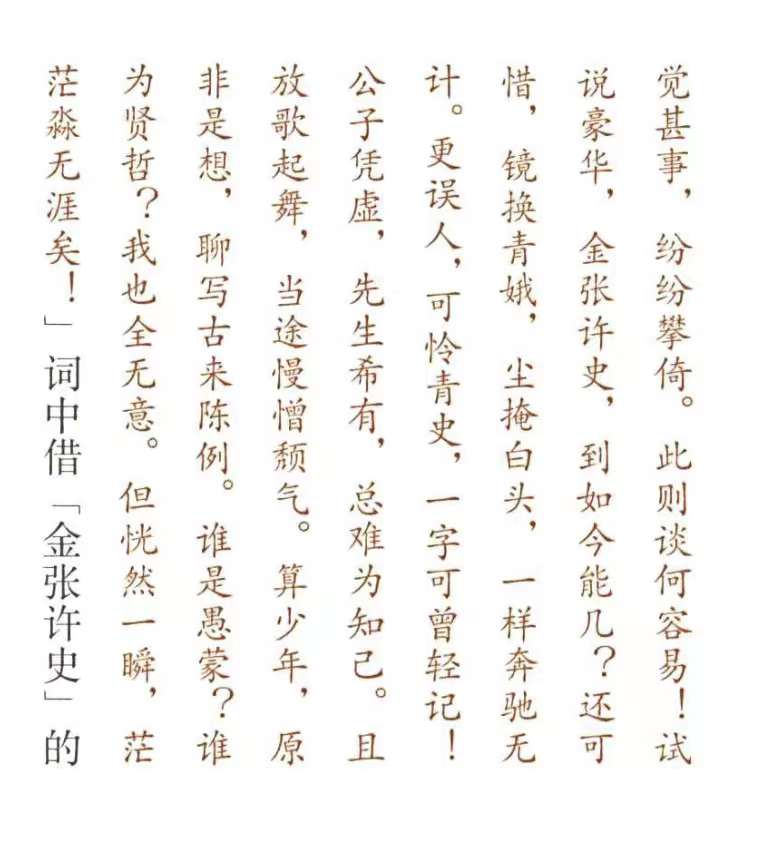 觉甚事，纷纷攀倚。此则谈何容易！试
说豪华，金张许史，到如今能几？还可
惜，镜换青娥，尘掩白头，一样奔驰无
计。更误人，可怜青史，一字可曾轻记！
公子凭虚，先生希有，总难为知己。且
放歌起舞，当途慢憎颓气。算少年，原
非是想，聊写古来陈例。谁是愚蒙？谁
为贤哲？我也全无意。但恍然一瞬，茫
茫淼无涯矣！」词中借「金张许史」的